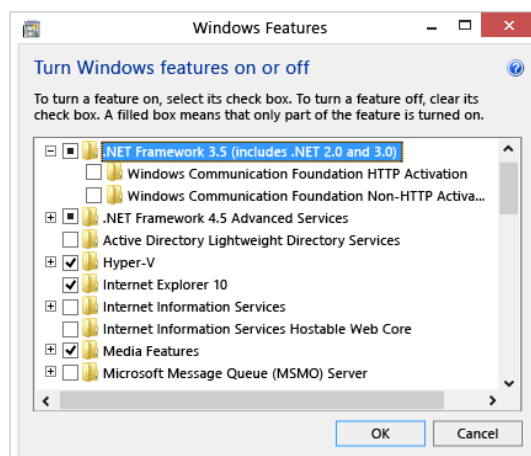 Windows Features
Turn Windows features on or off
To turn a feature on, select its check box. To turn a feature off, clear its
check box. A filled box means that only part of the feature is turned on.
.NET Framework 3.5 (includes .NET 2.0 and 3.0)
Windows Communication Foundation HTTP Activation
Windows Communication Foundation Non-HTTP Activa...
.NET Framework 4.5 Advanced Services
Active Directory Lightweight Directory Services
Hyper-V
Internet Explorer 10
Internet Information Services
Internet Information Services Hostable Web Core
Media Features
Microsoft Message Queue (MSMO) Server
OK Cancel